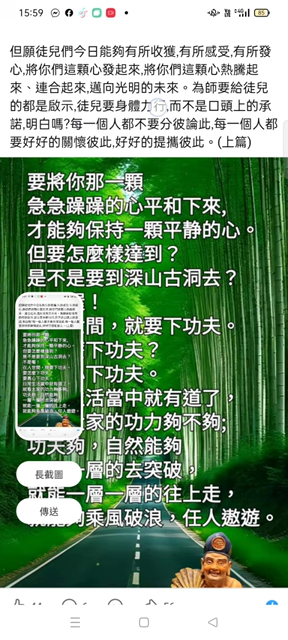 15:59
85
但願徒兒們今日能夠有所收獲,有所感受,有所發
心,將你們這顆心發起來,將你們這顆心熱騰起
來、連合起來,邁向光明的未來。為師要給徒兒
的都是啟示,徒兒要身體力行,而不是口頭上的承
諾,明白嗎?每一個人都不要分彼論此,每一個人都
要好好的關懷彼此,好好的提攜彼此。(上篇)
要將你那一顆
急急躁躁的心平和下來,
才能夠保持一顆平静的心。
但要怎麼樣達到？
是不是要到深山古洞去？
！
間，就要下功夫。
下功夫？
下功夫。
活當中就有道了，
家的功力夠不夠;
功夫夠，自然能夠
一層的去突破，
就能一層一層的往上走，
夠乘風破浪，任人遨遊。
長截圖
傳送